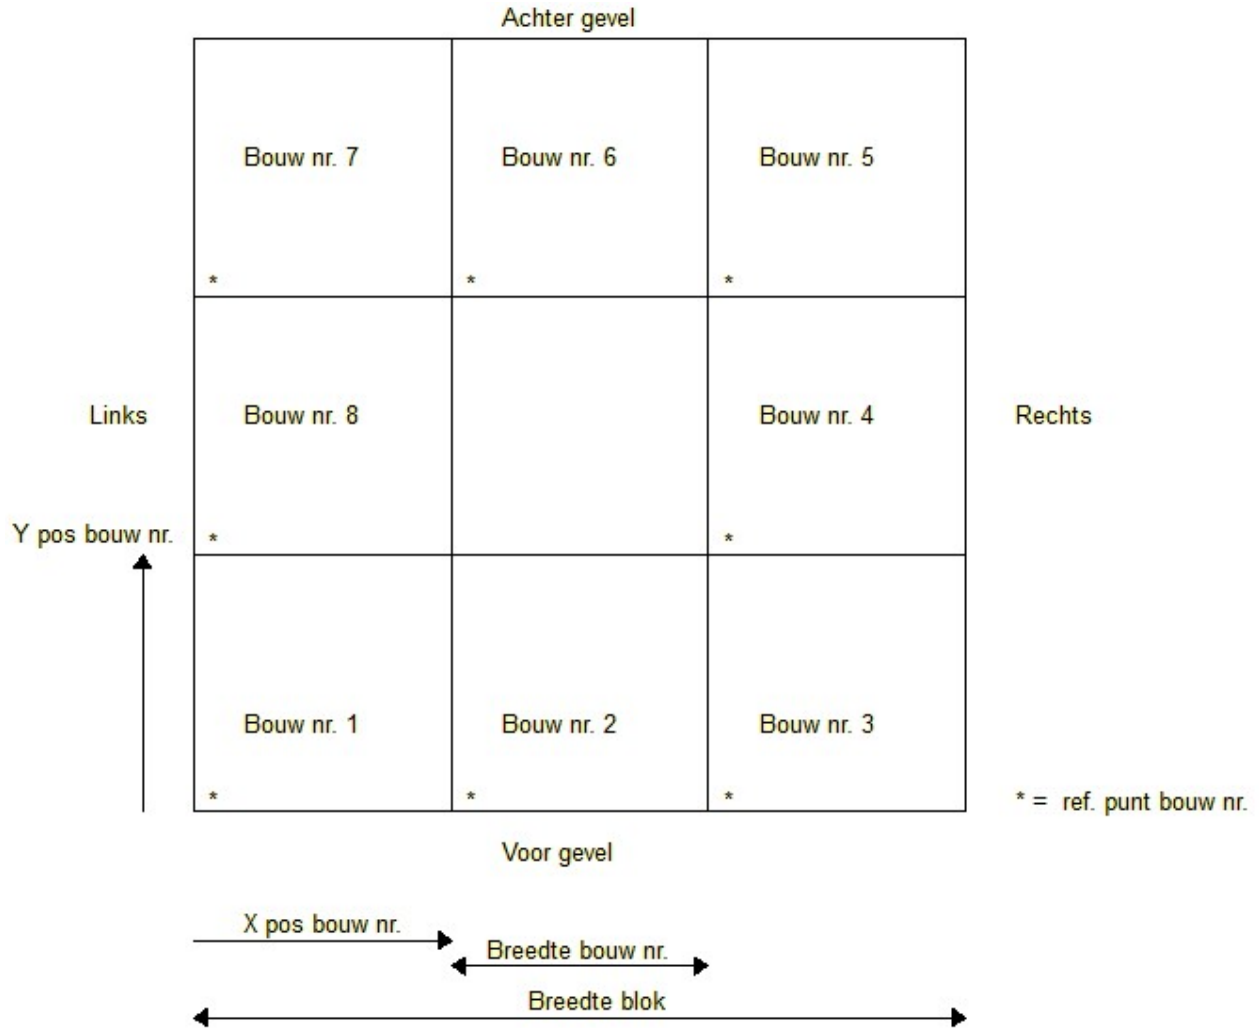 Achter gevel
Bouw nr. 7
Bouw nr. 6
Bouw nr. 5
*
*
*
Links
Bouw nr. 8
Bouw nr. 4
Rechts
Y pos bouw nr.
*
*
Bouw nr. 1
Bouw nr. 2
Bouw nr. 3
*
*
*
* = ref. punt bouw nr.
Voor gevel
X pos bouw nr.
Breedte bouw nr.
Breedte blok